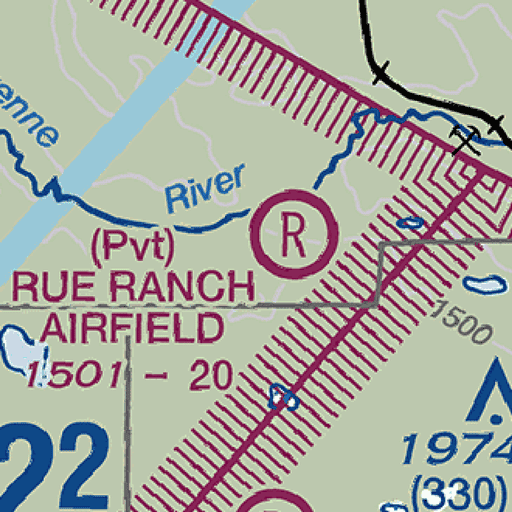 enne
River
R
(Pvt)
RUE RANCH
AIRFIELD
1501 - 20
1500
22
1974
(330)